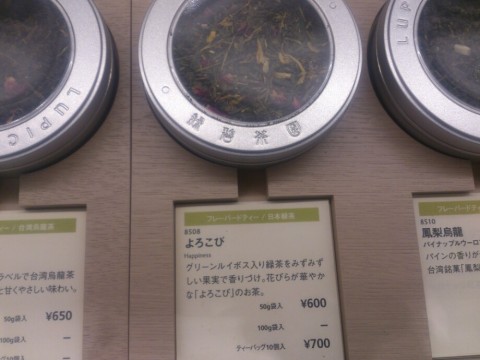 LUPIC
緑碧茶園
LUPIC
ー / 台湾烏龍茶
ラベルで台湾烏龍茶
と甘くやさしい味わい。
50g袋入 ¥650
100g袋入 ー
フレーバードティー / 日本緑茶
8508
よろこび
Happiness
グリーンルイボス入り緑茶をみずみず
しい果実で香りづけ。花びらが華やか
な「よろこび」のお茶。
50g袋入 ¥600
100g袋入 ー
ティーバッグ10個入 ¥700
フレーバードティ
8510
鳳梨烏龍
パイナップルウーロ
パインの香りが
台湾銘菓「鳳